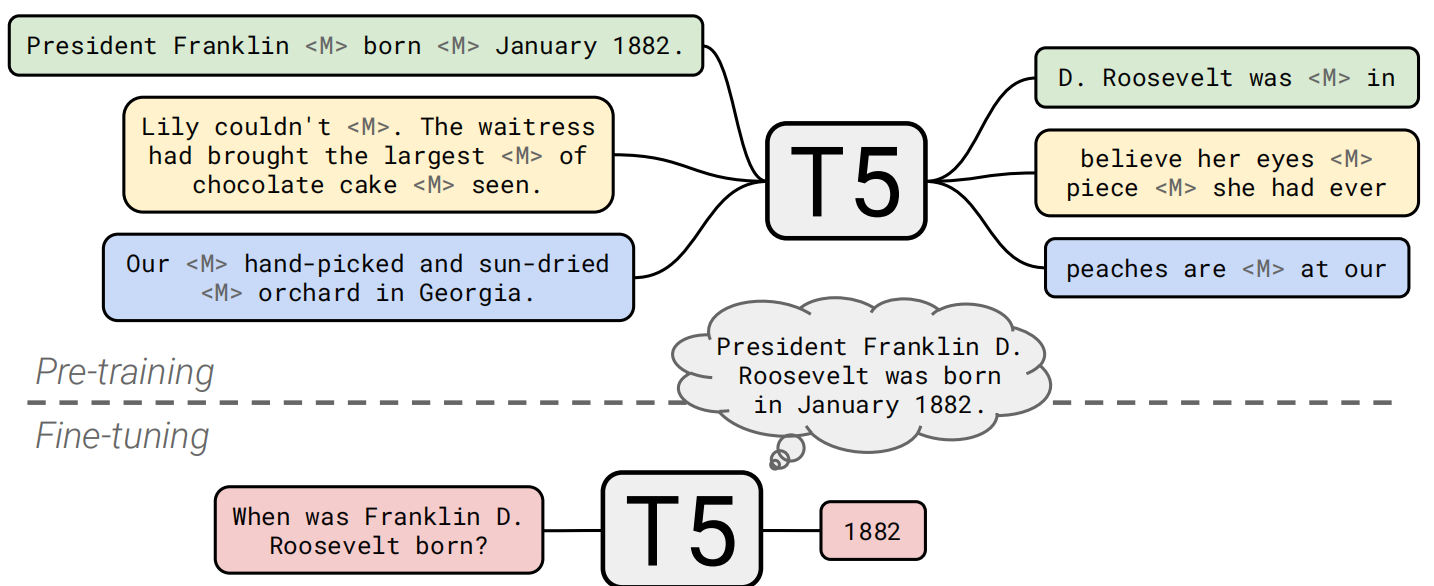 President Franklin <M> born <M> January 1882.
Lily couldn't <M>. The waitress
had brought the largest <M> of
chocolate cake <M> seen.
Our <M> hand-picked and sun-dried
<M> orchard in Georgia.
T5
D. Roosevelt was <M> in
believe her eyes <M>
piece <M> she had ever
peaches are <M> at our
President Franklin D.
Roosevelt was born
in January 1882.
Pre-training
Fine-tuning
When was Franklin D.
Roosevelt born?
T5
1882